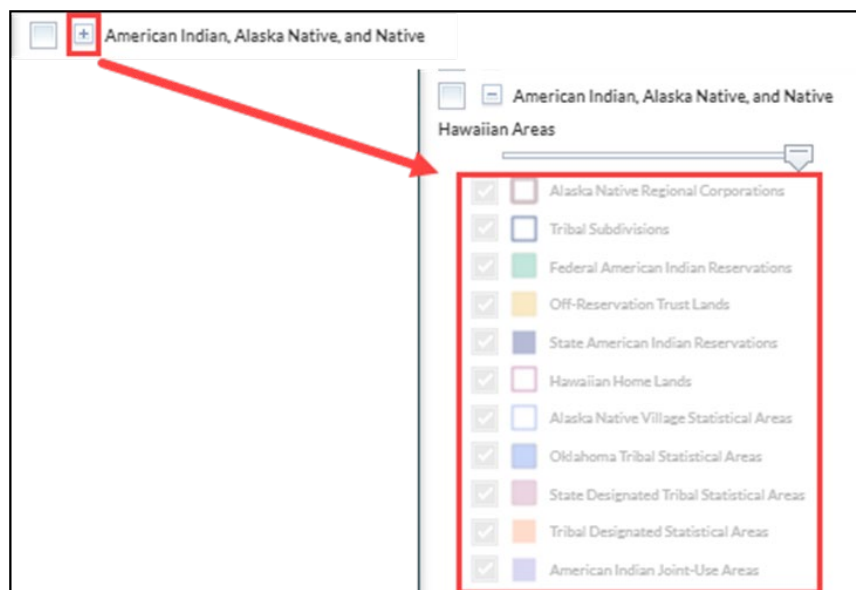 American Indian, Alaska Native, and Native
American Indian, Alaska Native, and Native
Hawaiian Areas
Alaska Native Regional Corporations
Tribal Subdivisions
Federal American Indian Reservations
Off-Reservation Trust Lands
State American Indian Reservations
Hawaiian Home Lands
Alaska Native Village Statistical Areas
Oklahoma Tribal Statistical Areas
State Designated Tribal Statistical Areas
Tribal Designated Statistical Areas
American Indian Joint-Use Areas